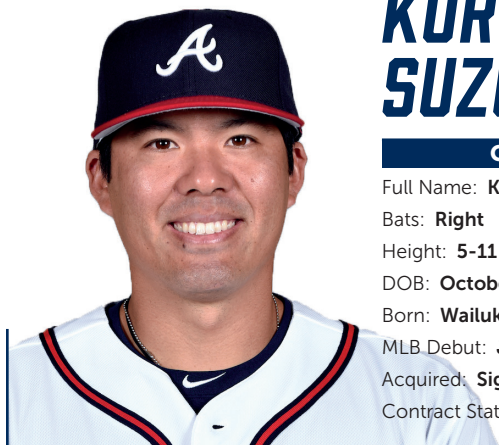 KUR
SUZ
Full Name: K
Bats: Right
Height: 5-11
DOB: Octob
Born: Wailuk
MLB Debut:
Acquired: Sig
Contract Stat
A